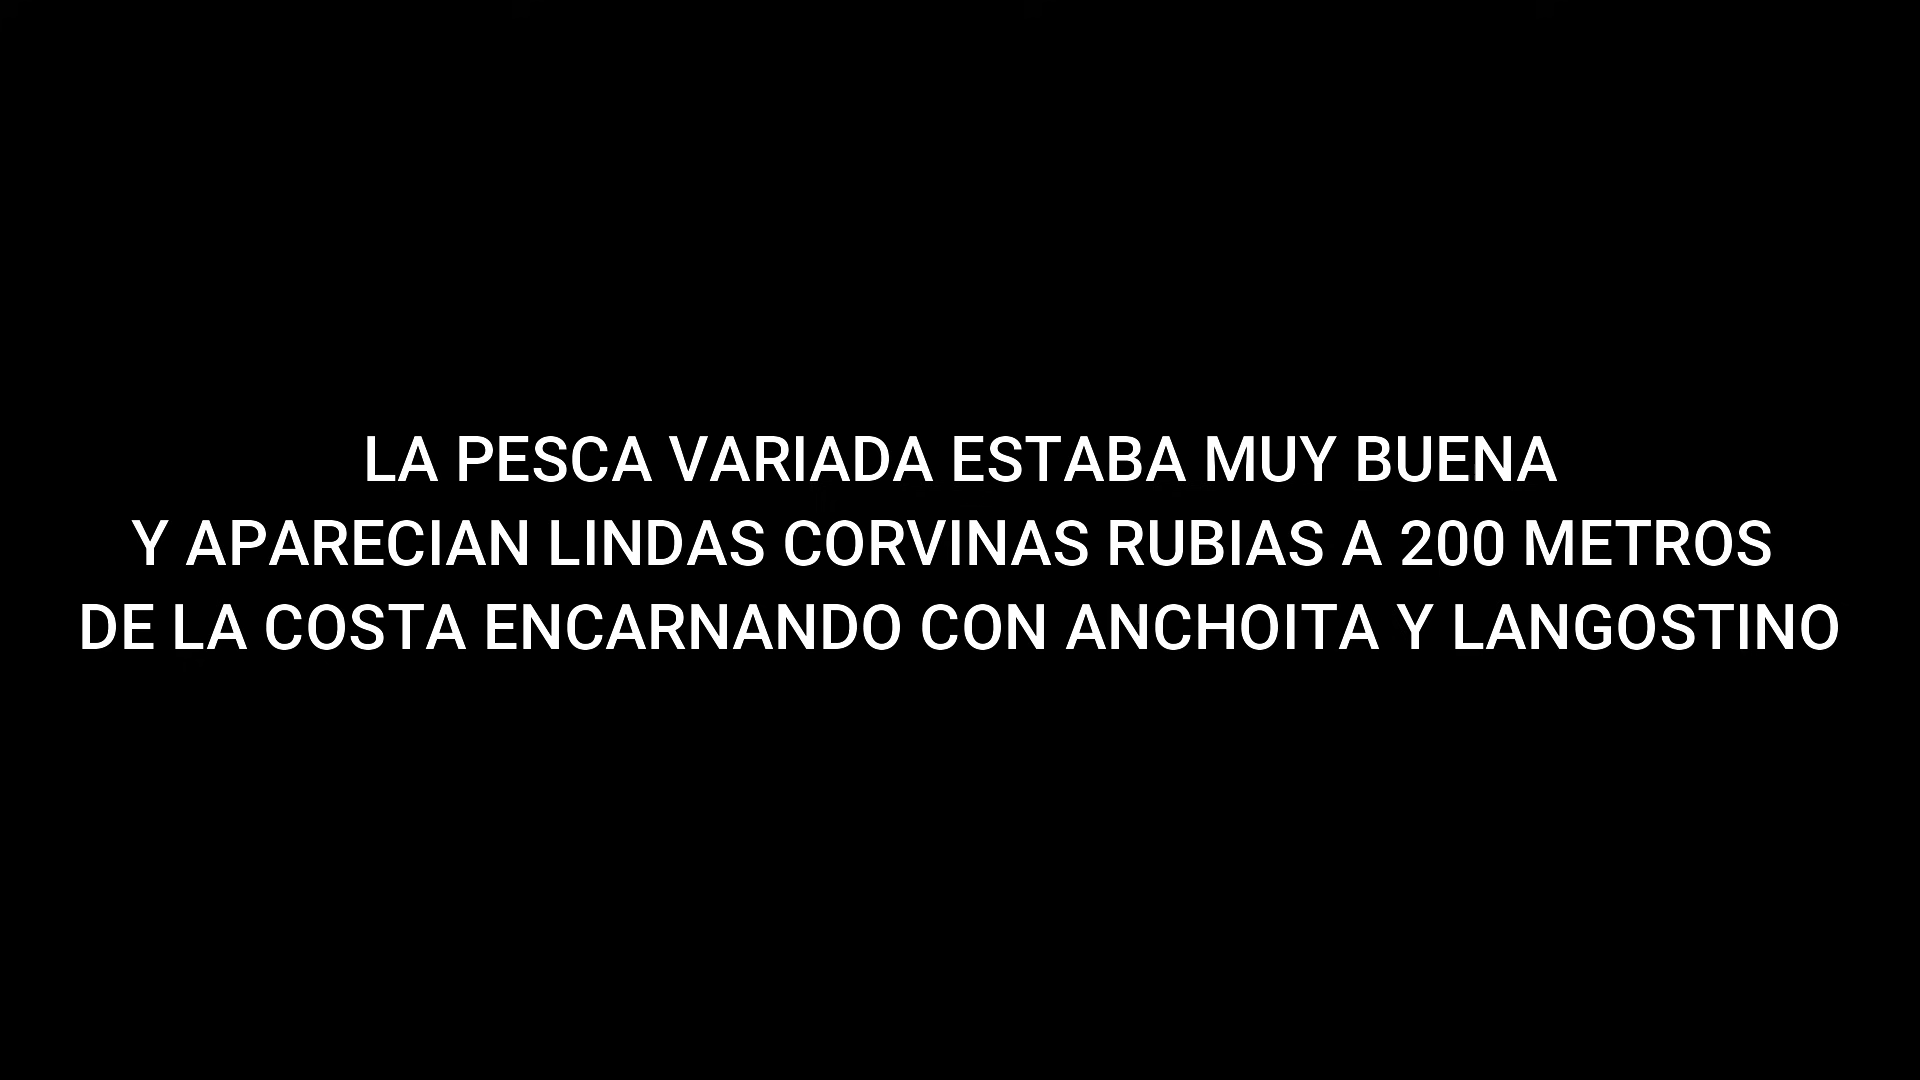 LA PESCA VARIADA ESTABA MUY BUENA
Y APARECIAN LINDAS CORVINAS RUBIAS A 200 METROS
DE LA COSTA ENCARNANDO CON ANCHOITA Y LANGOSTINO